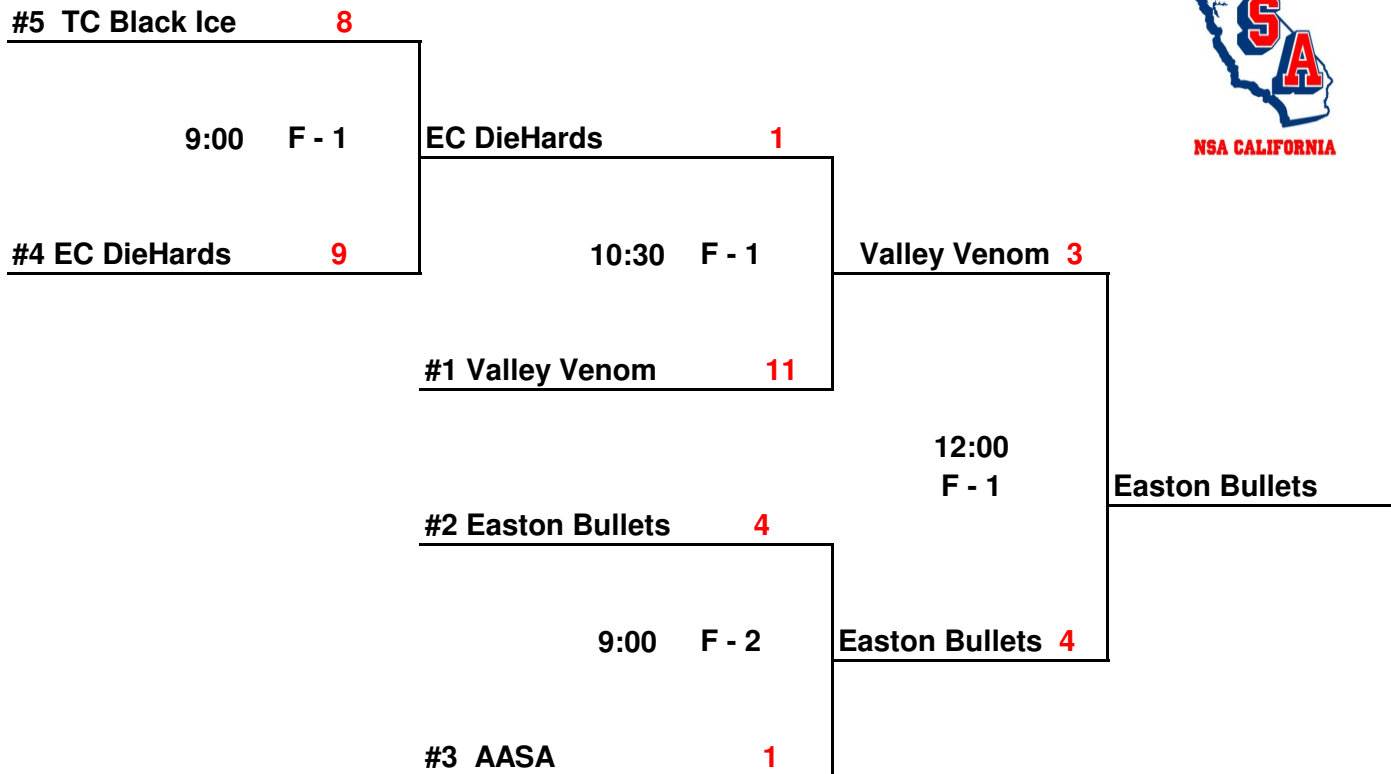 #5 TC Black Ice 8
S
A
9:00 F - 1
EC DieHards 1
NSA CALIFORNIA
#4 EC DieHards 9
10:30 F - 1
Valley Venom 3
#1 Valley Venom 11
12:00
F - 1
Easton Bullets
#2 Easton Bullets 4
9:00 F - 2
Easton Bullets 4
#3 AASA 1